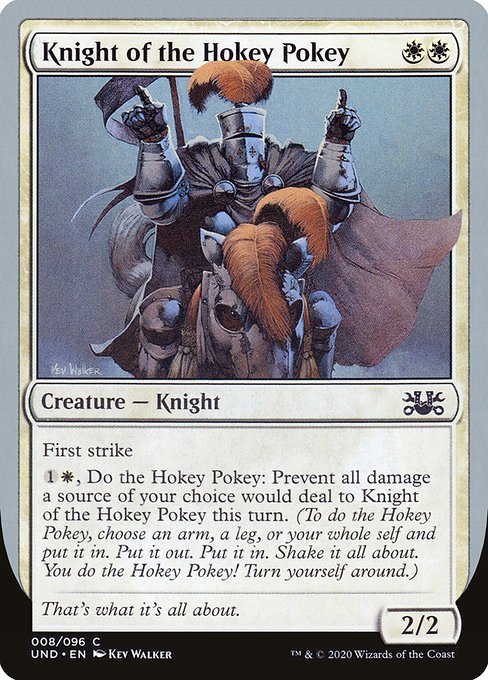 Knight of the Hokey Pokey
Kev Walker
Creature — Knight
First strike
1, Do the Hokey Pokey: Prevent all damage
a source of your choice would deal to Knight
of the Hokey Pokey this turn. (To do the Hokey
Pokey, choose an arm, a leg, or your whole self and
put it in. Put it out. Put it in. Shake it all about.
You do the Hokey Pokey! Turn yourself around.)
That's what it's all about.
2/2
008/096 C
UND • EN Kev Walker
™ & © 2020 Wizards of the Coast